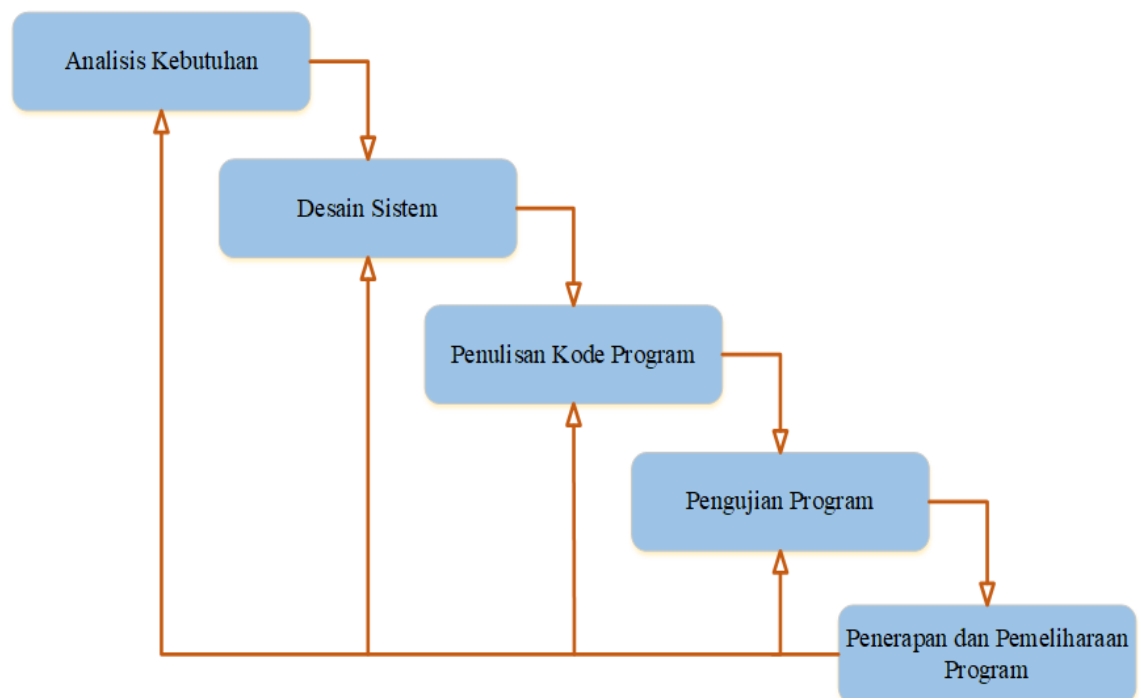 Analisis Kebutuhan
Desain Sistem
Penulisan Kode Program
Pengujian Program
Penerapan dan Pemeliharaan
Program